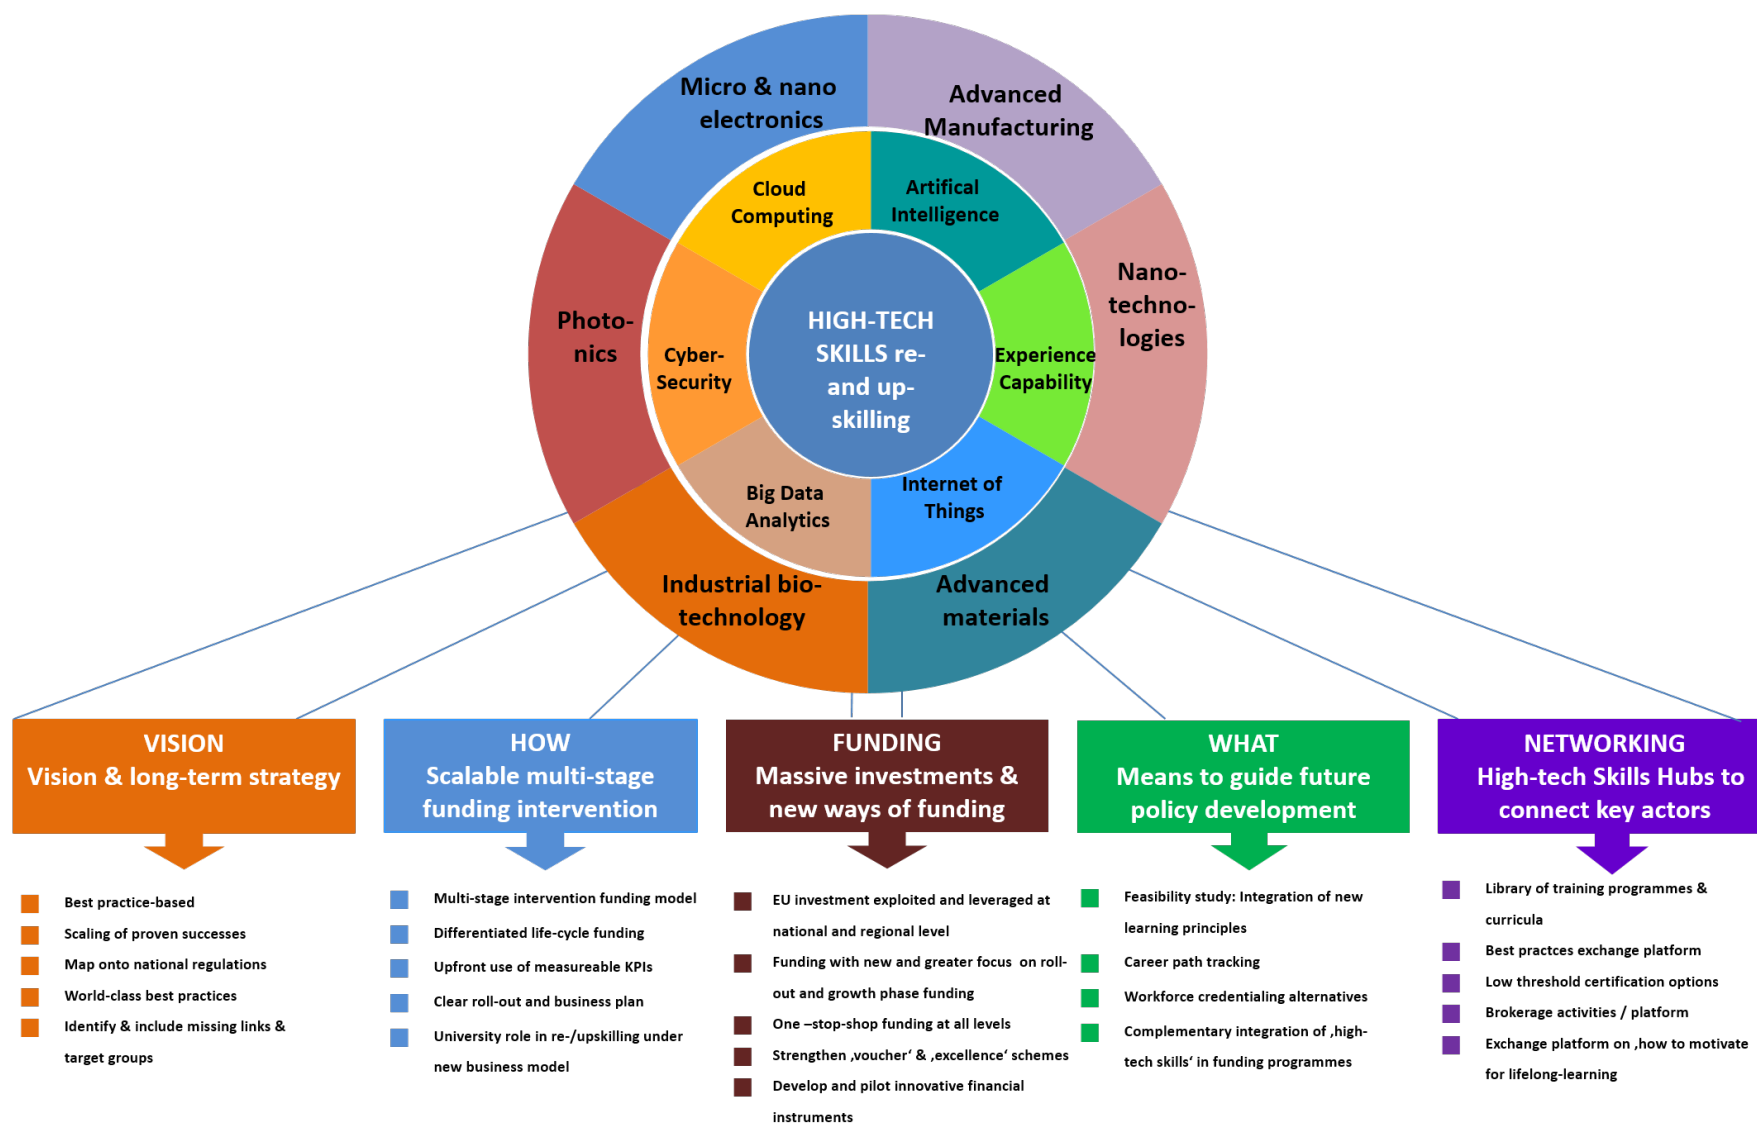 Micro & nano
electronics
Advanced
Manufacturing
Cloud
Computing
Artifical
Intelligence
Nano-
techno-
logies
Photo-
nics
HIGH-TECH
SKILLS re-
and up-
skilling
Cyber-
Security
Experience
Capability
Big Data
Analytics
Internet of
Things
Industrial bio-
technology
Advanced
materials
VISION
Vision & long-term strategy
Best practice-based
Scaling of proven successes
Map onto national regulations
World-class best practices
Identify & include missing links &
target groups
HOW
Scalable multi-stage
funding intervention
Multi-stage intervention funding model
Differentiated life-cycle funding
Upfront use of measureable KPIs
Clear roll-out and business plan
University role in re-/upskilling under
new business model
FUNDING
Massive investments &
new ways of funding
EU investment exploited and leveraged at
national and regional level
Funding with new and greater focus  on roll-
out and growth phase funding
One –stop-shop funding at all levels
Strengthen ‚voucher‘ & ‚excellence‘ schemes
Develop and pilot innovative financial
instruments
WHAT
Means to guide future
policy development
Feasibility study: Integration of new
learning principles
Career path tracking
Workforce credentialing alternatives
Complementary integration of ‚high-
tech skills‘ in funding programmes
NETWORKING
High-tech Skills Hubs to
connect key actors
Library of training programmes &
curricula
Best practces exchange platform
Low threshold certification options
Brokerage activities / platform
Exchange platform on ‚how to motivate
for lifelong-learning